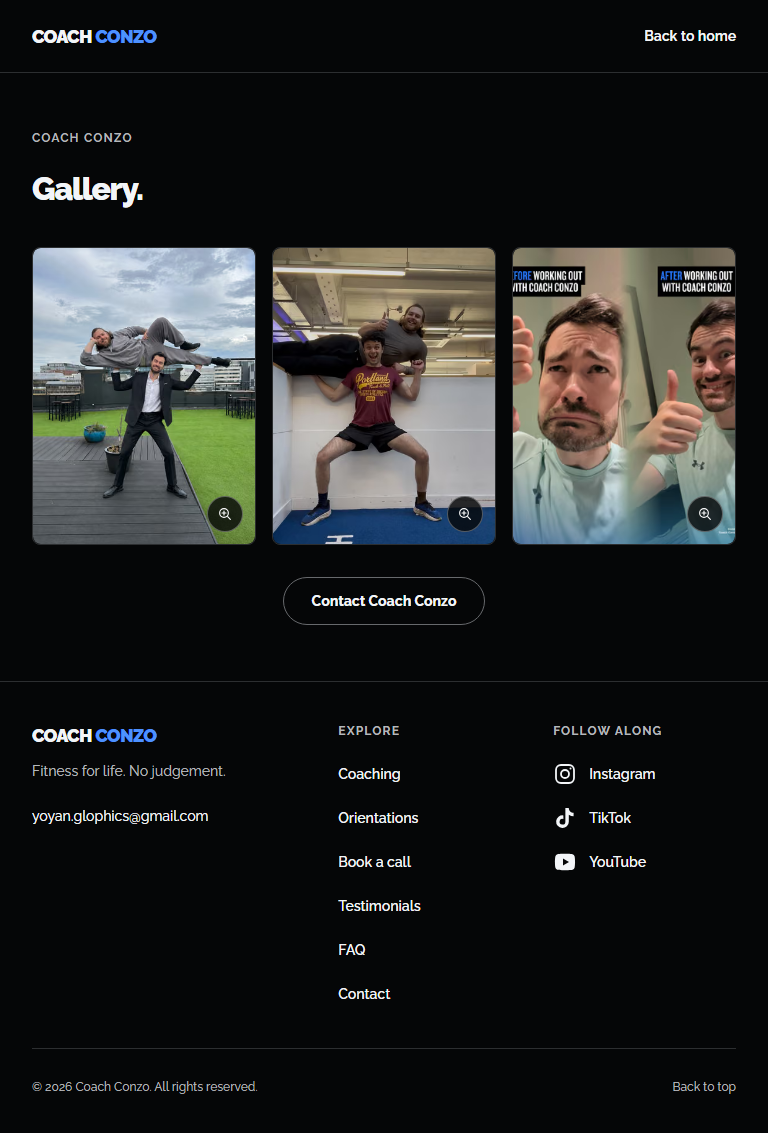 COACH CONZO
Back to home
COACH CONZO
Gallery.
Portland
EFORE WORKING OUT
WITH COACH CONZO
AFTER WORKING OUT
WITH COACH CONZO
Contact Coach Conzo
COACH CONZO
Fitness for life. No judgement.
yoyan.glophics@gmail.com
EXPLORE
Coaching
Orientations
Book a call
Testimonials
FAQ
Contact
FOLLOW ALONG
Instagram
TikTok
YouTube
© 2026 Coach Conzo. All rights reserved.
Back to top